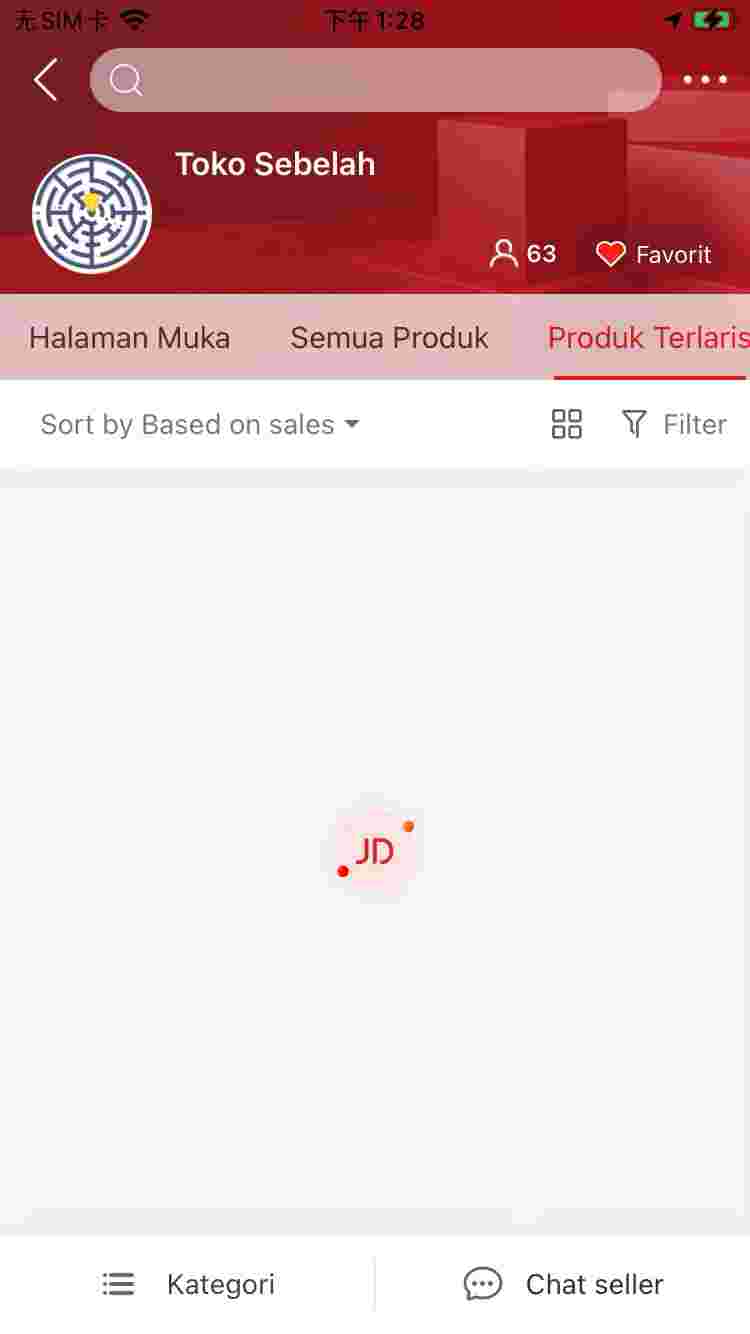 无SIM卡 下午1:28
Toko Sebelah
63 Favorit
Halaman Muka Semua Produk Produk Terlaris
Sort by Based on sales Filter
JD
Kategori Chat seller